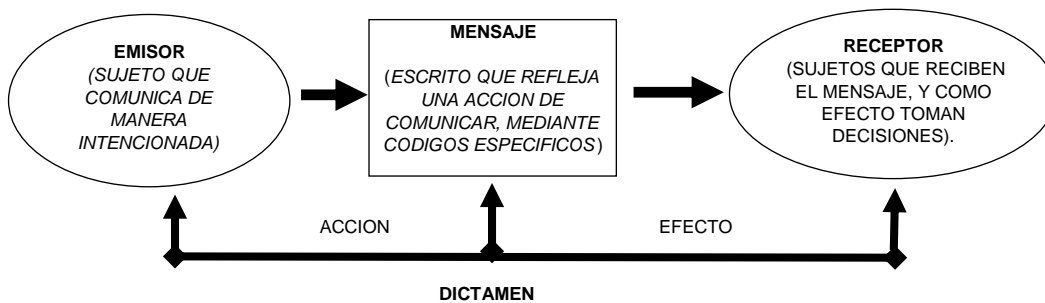 EMISOR
(SUJETO QUE
COMUNICA DE
MANERA
INTENCIONADA)
MENSAJE
(ESCRITO QUE REFLEJA
UNA ACCION DE
COMUNICAR, MEDIANTE
CODIGOS ESPECIFICOS)
RECEPTOR
(SUJETOS QUE RECIBEN
EL MENSAJE, Y COMO
EFECTO TOMAN
DECISIONES).
ACCION
EFECTO
DICTAMEN